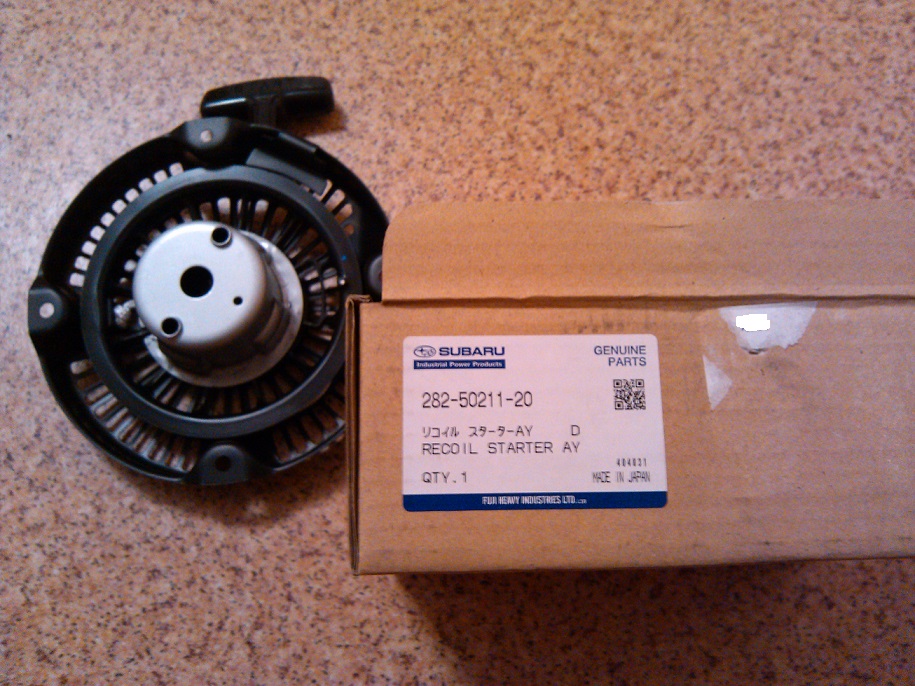 SUBARU
Industrial Power Products
GENUINE
PARTS
282-50211-20
リコイル スターターAY D
RECOIL STARTER AY
404031
QTY.1
MADE IN JAPAN
FUJI HEAVY INDUSTRIES LTD.